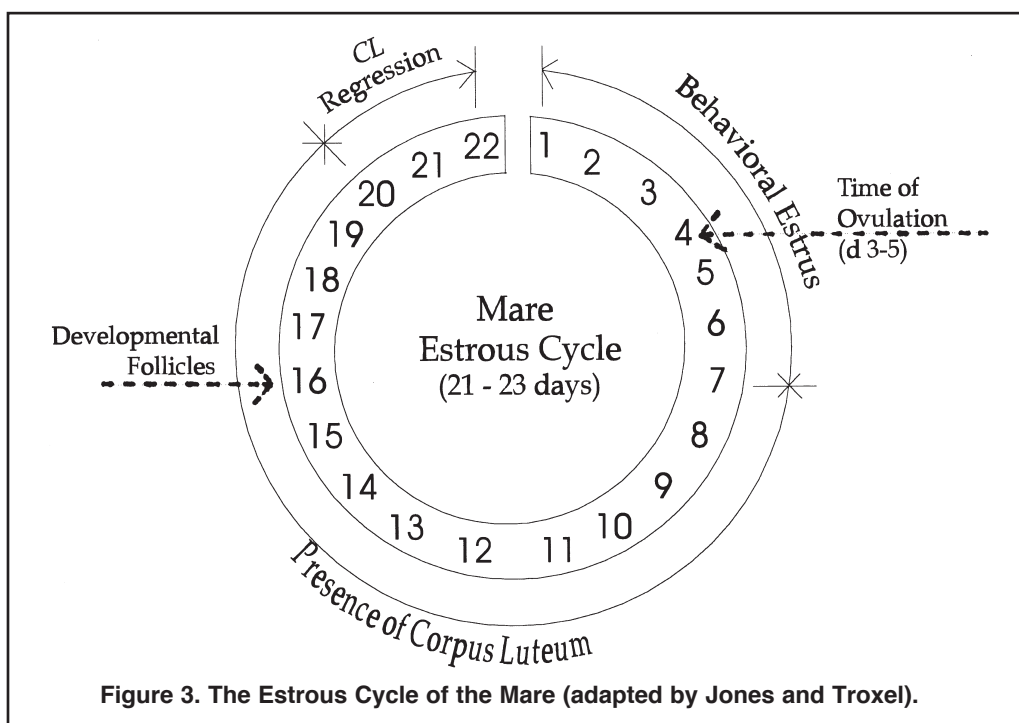 CL
Regression
Behavioral Estrus
Time of
Ovulation
(d 3-5)
Developmental
Follicles
Presence of Corpus Luteum
1
2
3
4
5
6
7
8
9
10
11
12
13
14
15
16
17
18
19
20
21
22
Mare
Estrous Cycle
(21 - 23 days)
Figure 3. The Estrous Cycle of the Mare (adapted by Jones and Troxel).